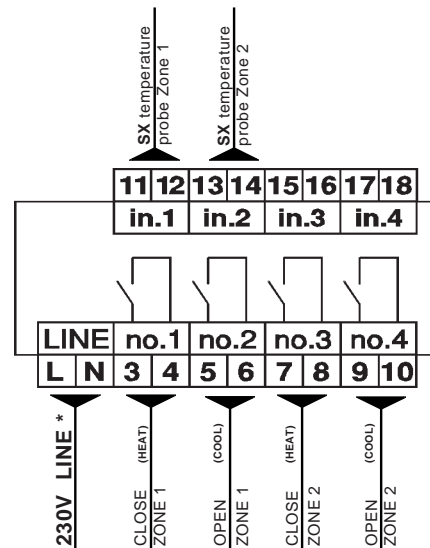 SX temperature
probe Zone 1
SX temperature
probe Zone 2
11 12 13 14 15 16 17 18
in.1 in.2 in.3 in.4
LINE no.1 no.2 no.3 no.4
L N 3 4 5 6 7 8 9 10
230V LINE *
CLOSE (HEAT)
ZONE 1
OPEN (COOL)
ZONE 1
CLOSE (HEAT)
ZONE 2
OPEN (COOL)
ZONE 2